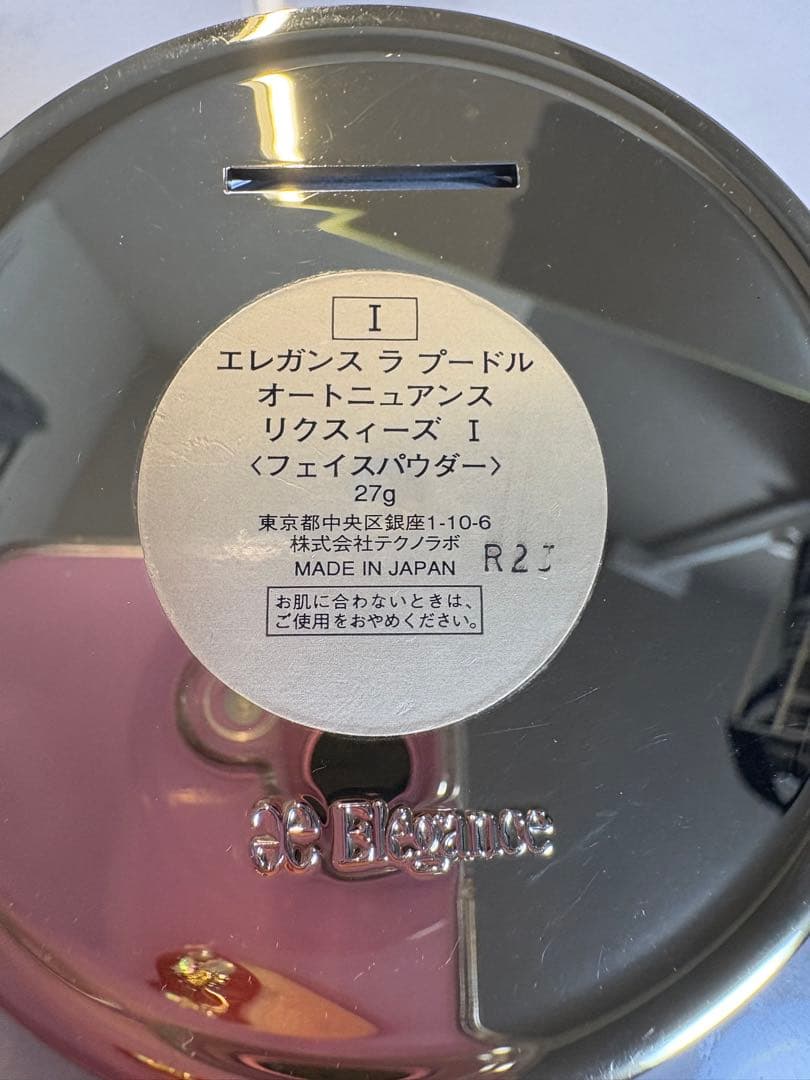 I
エレガンス ラ プードル
オートニュアンス
リクスィーズ I
〈フェイスパウダー〉
27g
東京都中央区銀座1-10-6
株式会社テクノラボ
MADE IN JAPAN R2J
お肌に合わないときは、
ご使用をおやめください。
Elegance